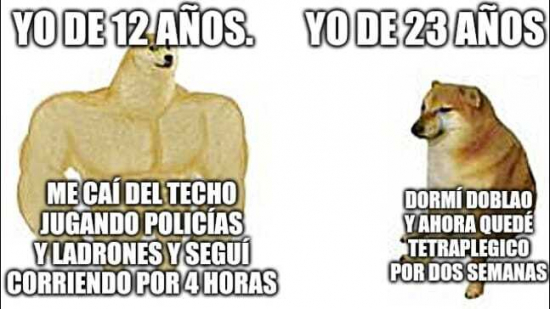 YO DE 12 AÑOS.
YO DE 23 AÑOS
ME CAÍ DEL TECHO
JUGANDO POLICÍAS
Y LADRONES Y SEGUÍ
CORRIENDO POR 4 HORAS
DORMÍ DOBLAO
Y AHORA QUEDÉ
TETRAPLEGICO
POR DOS SEMANAS